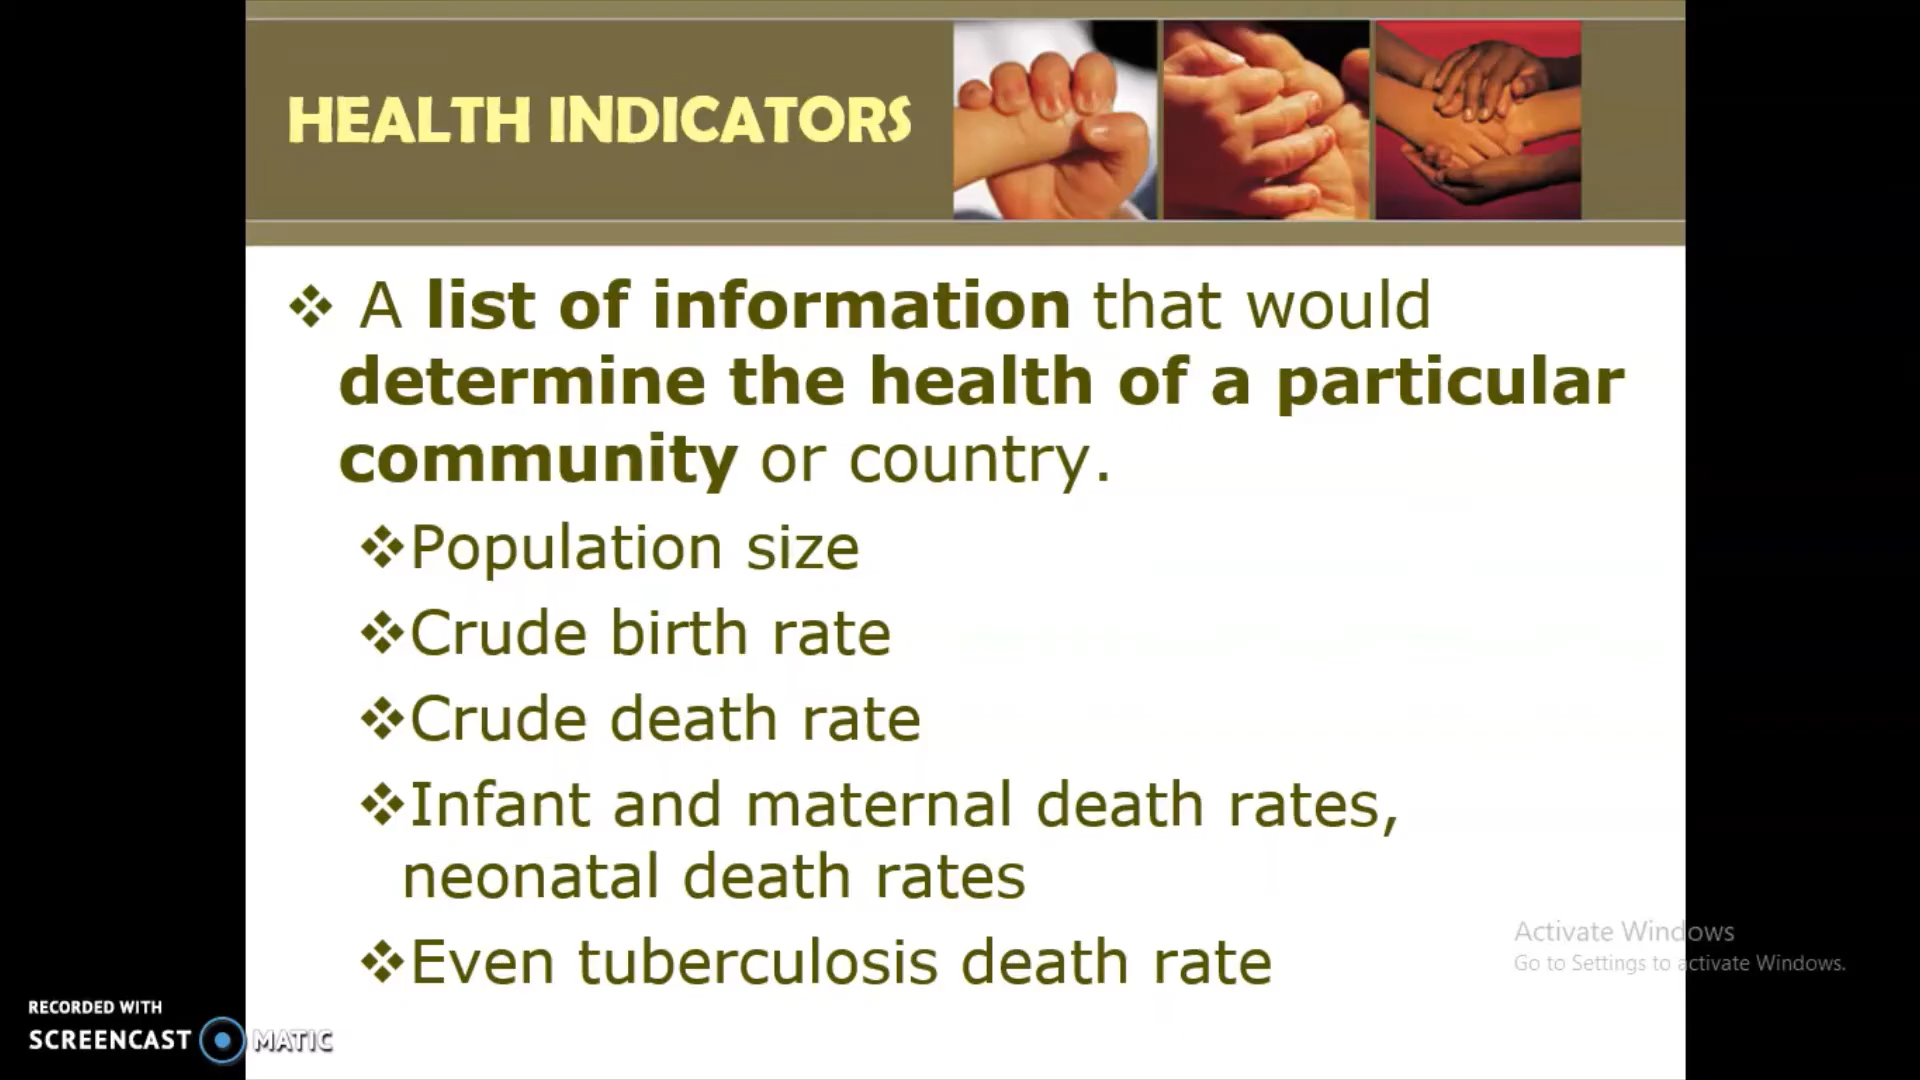 HEALTH INDICATORS
❖ A list of information that would
determine the health of a particular
community or country.
❖Population size
❖Crude birth rate
❖Crude death rate
❖Infant and maternal death rates,
neonatal death rates
❖Even tuberculosis death rate
Activate Windows
Go to Settings to activate Windows.
RECORDED WITH
SCREENCAST MATIC